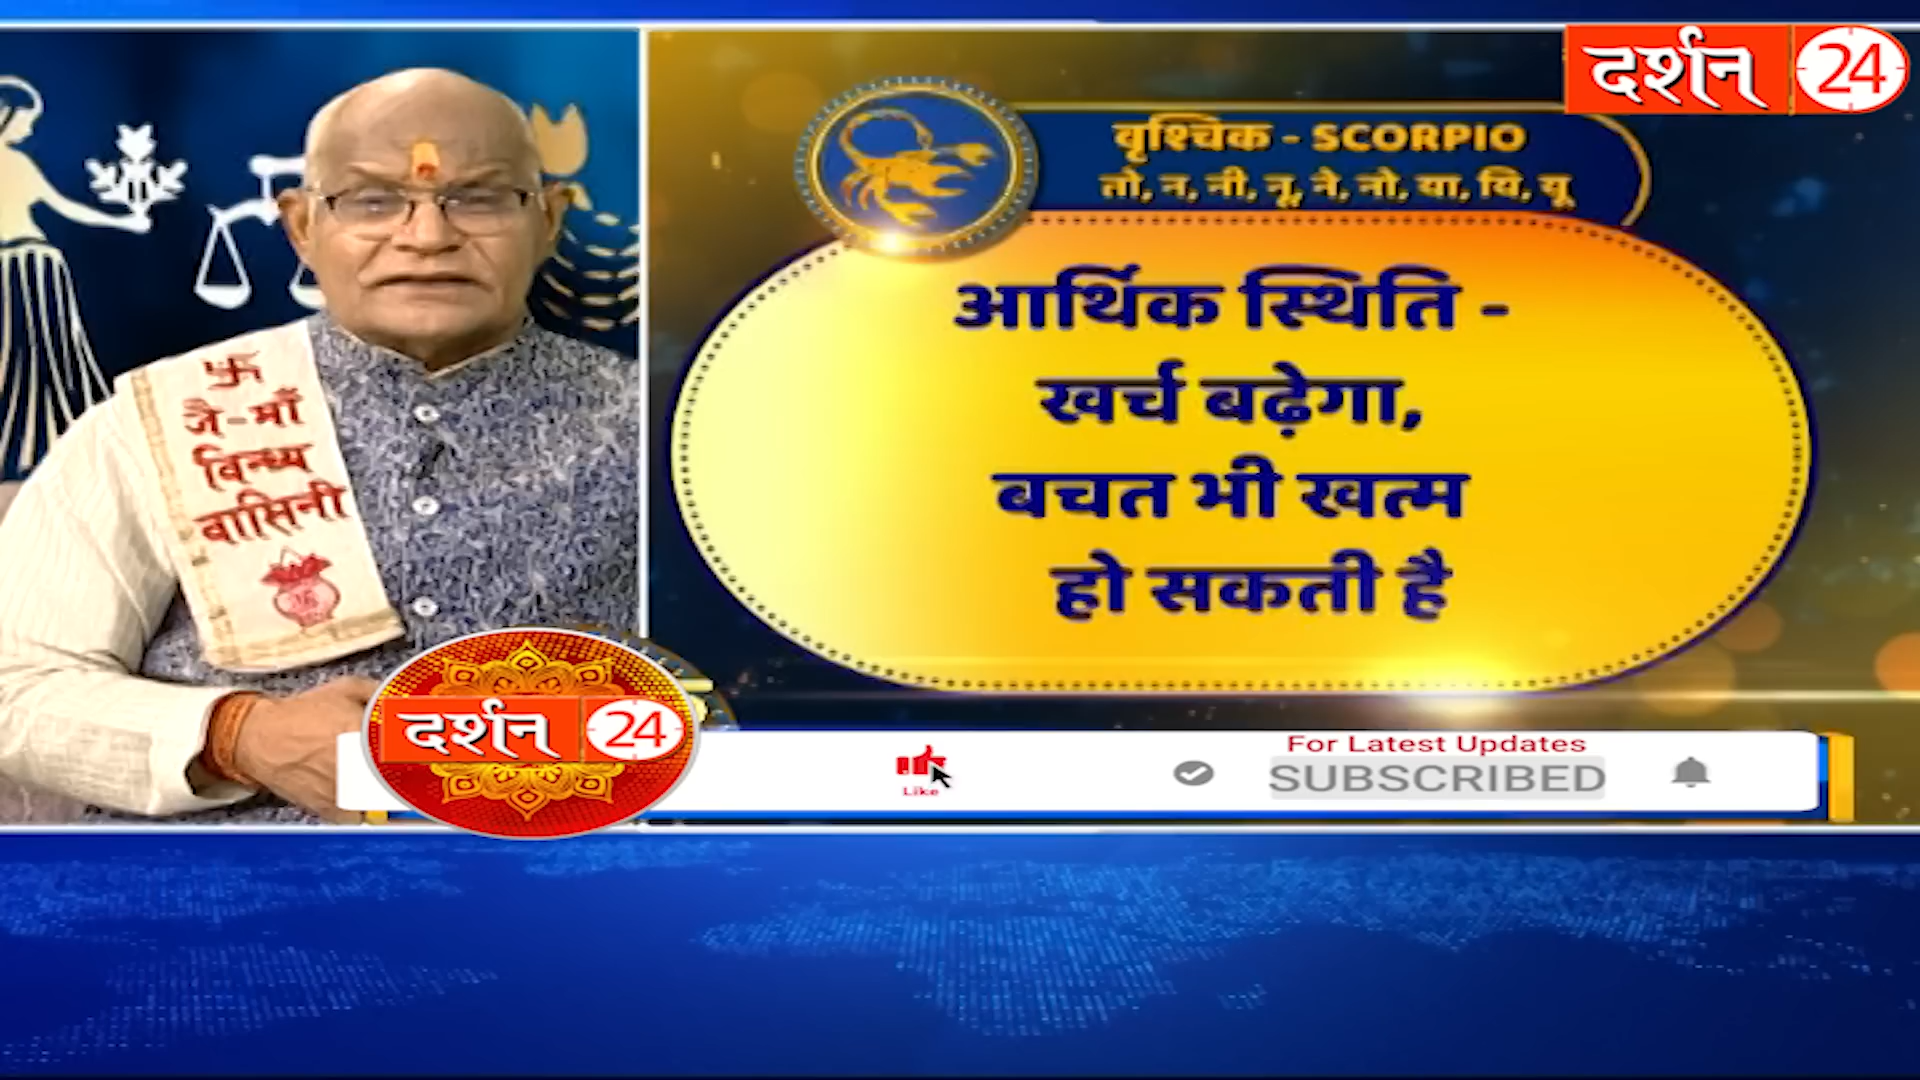 दर्शन 24
वृश्चिक - SCORPIO
तो, न, नी, नू, ने, नो, या, यि, यू
आर्थिक स्थिति -
खर्च बढ़ेगा,
बचत भी खत्म
हो सकती है
जै-माँ
विन्ध्य
वासिनी
दर्शन 24
Like
For Latest Updates
SUBSCRIBED